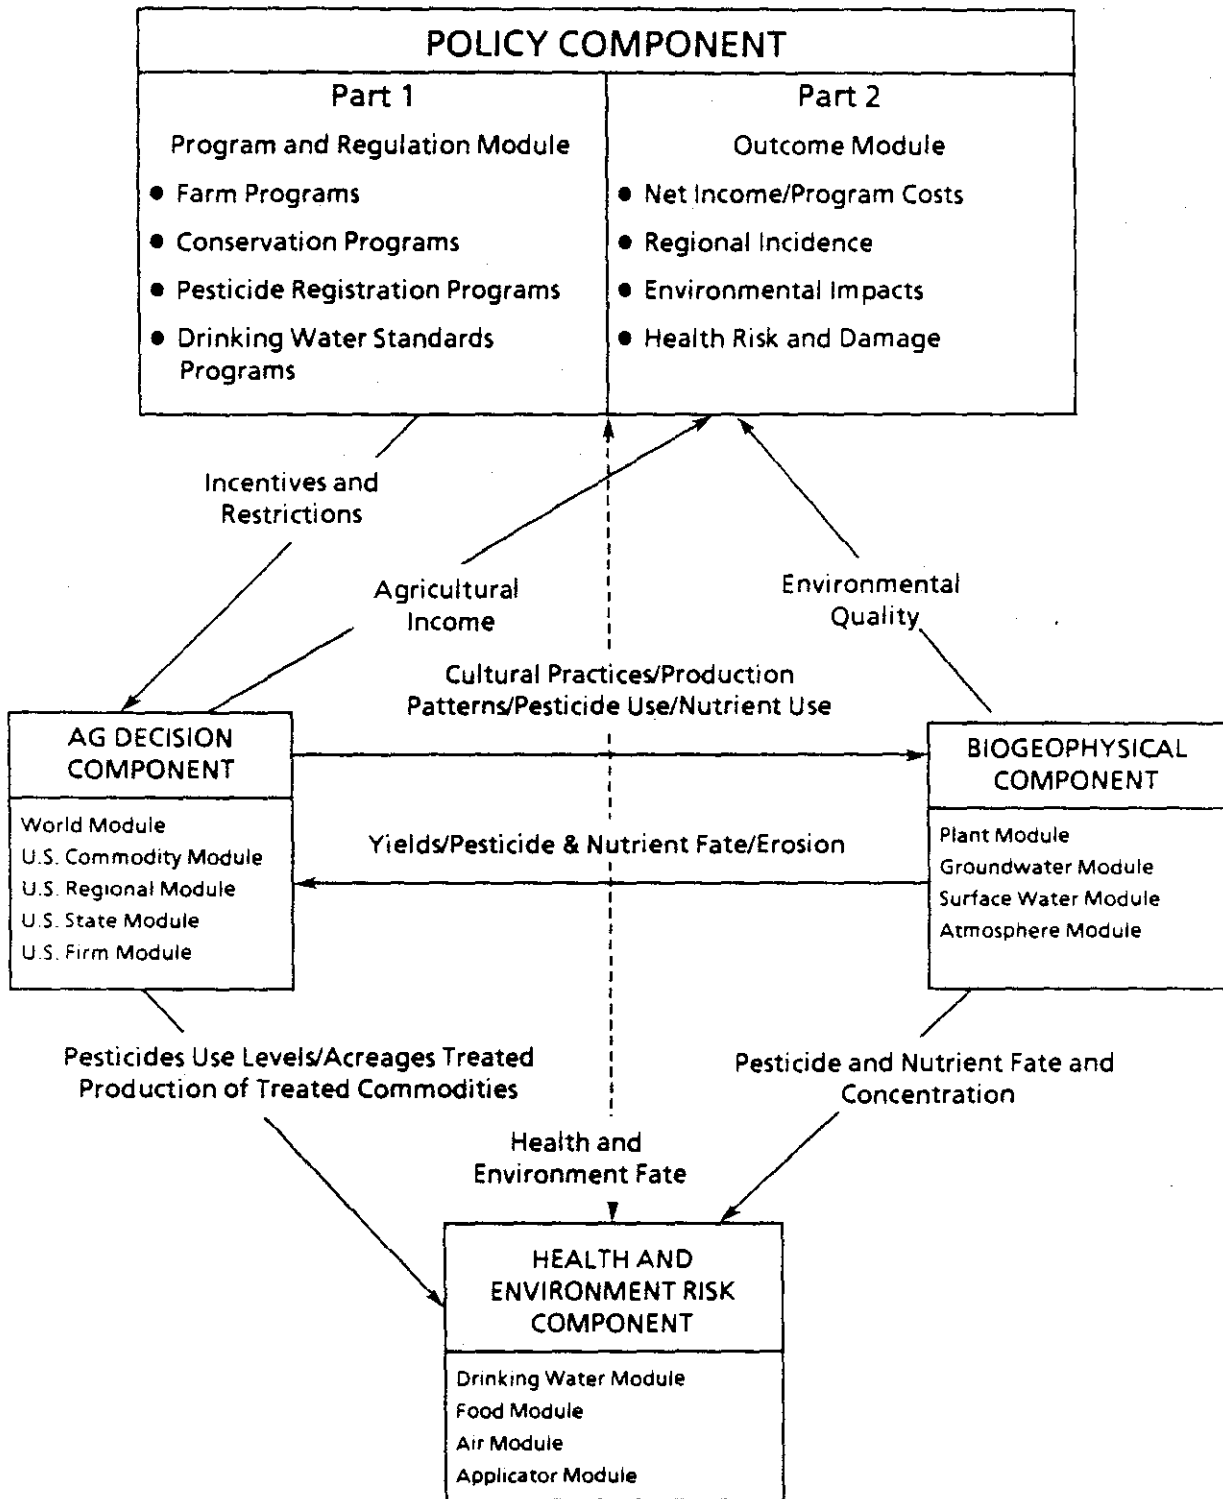 POLICY COMPONENT
Part 1
Program and Regulation Module
● Farm Programs
● Conservation Programs
● Pesticide Registration Programs
● Drinking Water Standards
Programs
Part 2
Outcome Module
● Net Income/Program Costs
● Regional Incidence
● Environmental Impacts
● Health Risk and Damage
Incentives and
Restrictions
Agricultural
Income
Environmental
Quality
Cultural Practices/Production
Patterns/Pesticide Use/Nutrient Use
AG DECISION
COMPONENT
World Module
U.S. Commodity Module
U.S. Regional Module
U.S. State Module
U.S. Firm Module
Yields/Pesticide & Nutrient Fate/Erosion
BIOGEOPHYSICAL
COMPONENT
Plant Module
Groundwater Module
Surface Water Module
Atmosphere Module
Pesticides Use Levels/Acreages Treated
Production of Treated Commodities
Pesticide and Nutrient Fate and
Concentration
Health and
Environment Fate
HEALTH AND
ENVIRONMENT RISK
COMPONENT
Drinking Water Module
Food Module
Air Module
Applicator Module